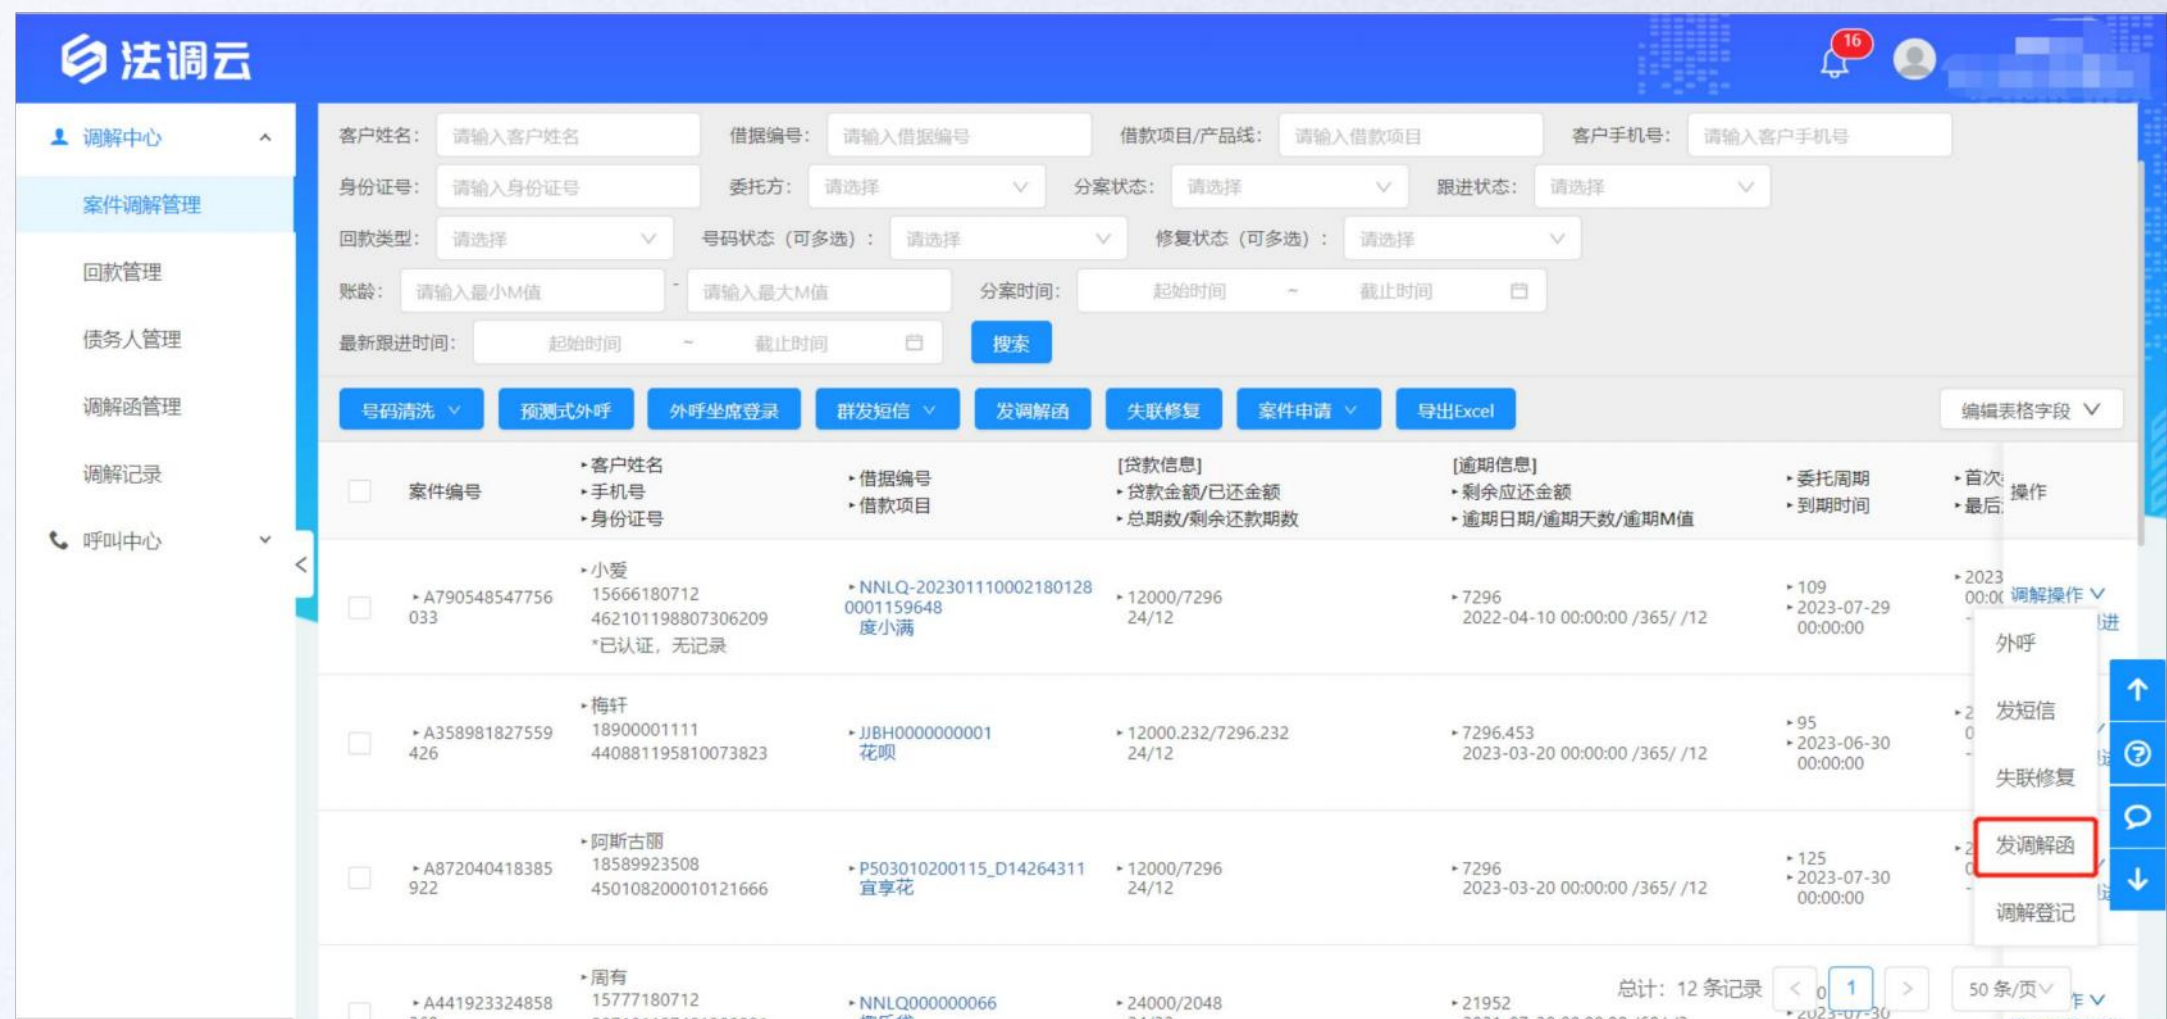 法调云
16
调解中心
案件调解管理
回款管理
债务人管理
调解函管理
调解记录
呼叫中心
客户姓名： 请输入客户姓名 借据编号： 请输入借据编号 借款项目/产品线： 请输入借款项目 客户手机号： 请输入客户手机号
身份证号： 请输入身份证号 委托方： 请选择 分案状态： 请选择 跟进状态： 请选择
回款类型： 请选择 号码状态（可多选）： 请选择 修复状态（可多选）： 请选择
账龄： 请输入最小M值 - 请输入最大M值 分案时间： 起始时间 ~ 截止时间
最新跟进时间： 起始时间 ~ 截止时间 搜索
号码清洗 预测式外呼 外呼坐席登录 群发短信 发调解函 失联修复 案件申请 导出Excel 编辑表格字段
案件编号
客户姓名
手机号
身份证号
借据编号
借款项目
[贷款信息]
贷款金额/已还金额
总期数/剩余还款期数
[逾期信息]
剩余应还金额
逾期日期/逾期天数/逾期M值
委托周期
到期时间
首次
最后
操作
A790548547756
033
小爱
15666180712
462101198807306209
*已认证，无记录
NNLQ-202301110002180128
0001159648
度小满
12000/7296
24/12
7296
2022-04-10 00:00:00 /365/ /12
109
2023-07-29
00:00:00
2023
00:00
-
调解操作
进
A358981827559
426
梅轩
18900001111
440881195810073823
JJBH0000000001
花呗
12000.232/7296.232
24/12
7296.453
2023-03-20 00:00:00 /365/ /12
95
2023-06-30
00:00:00
A872040418385
922
阿斯古丽
18589923508
450108200010121666
P503010200115_D14264311
宜享花
12000/7296
24/12
7296
2023-03-20 00:00:00 /365/ /12
125
2023-07-30
00:00:00
外呼
发短信
失联修复
发调解函
调解登记
A441923324858
周有
15777180712
NNLQ000000066
24000/2048
21952
2023-07-30
总计：12 条记录 < 1 > 50 条/页